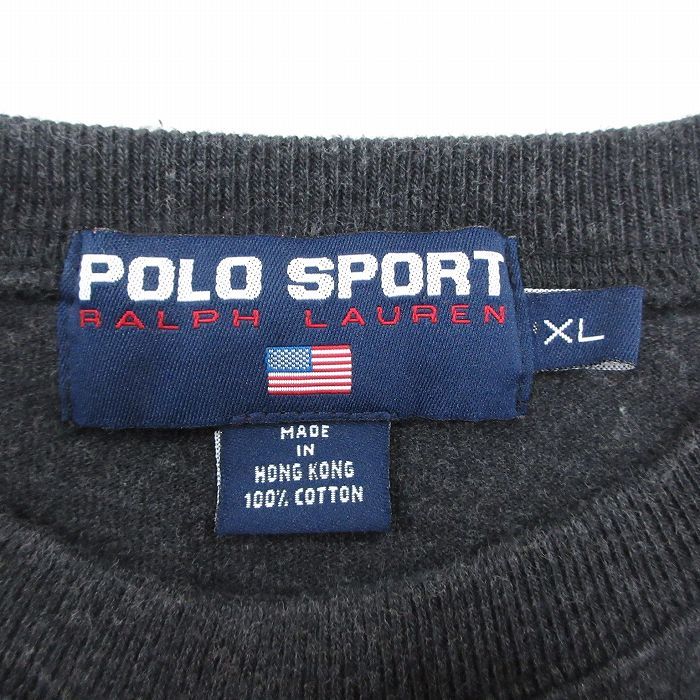 POLO SPORT
RALPH LAUREN
XL
MADE
IN
HONG KONG
100% COTTON